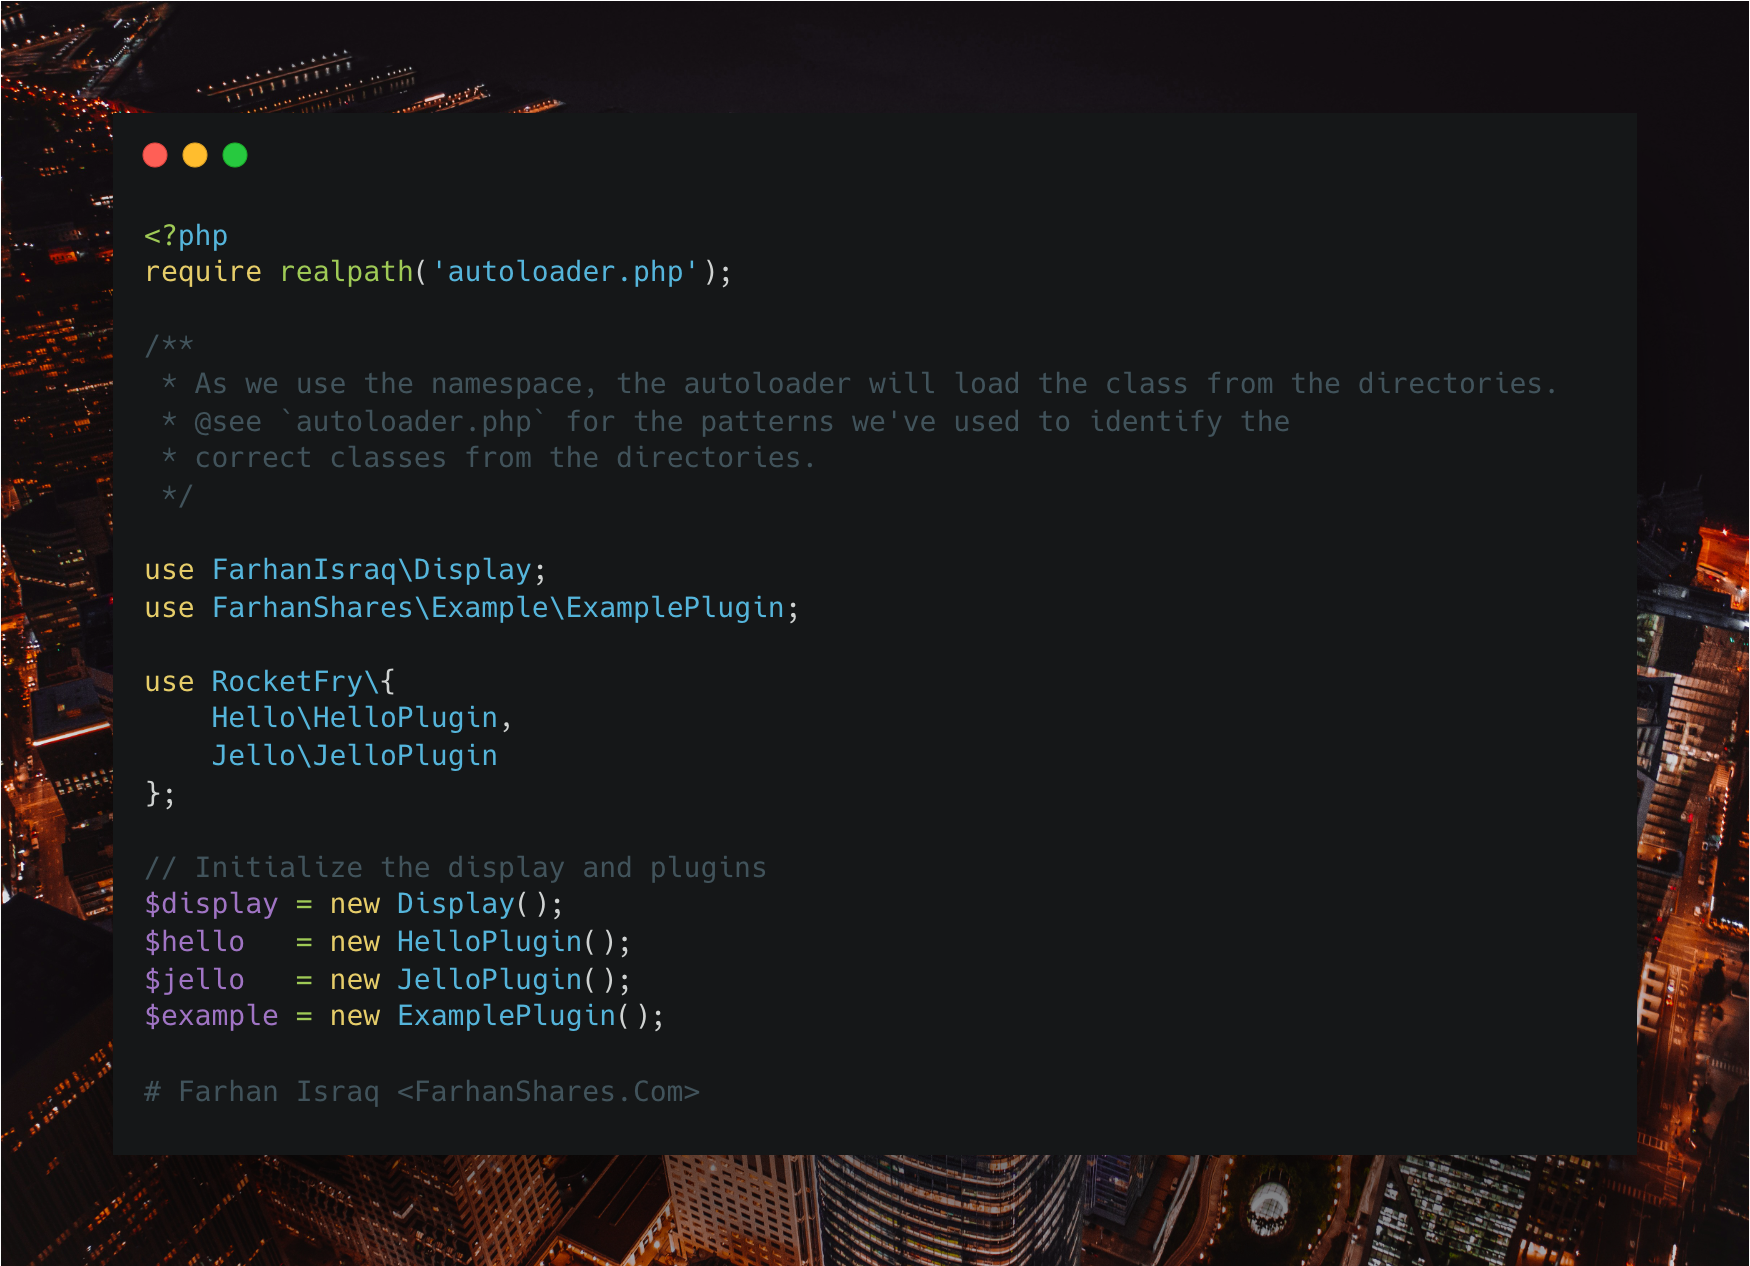 <?php
require realpath('autoloader.php');
/**
 * As we use the namespace, the autoloader will load the class from the directories.
 * @see `autoloader.php` for the patterns we've used to identify the
 * correct classes from the directories.
 */
use FarhanIsraq\Display;
use FarhanShares\Example\ExamplePlugin;
use RocketFry\{
    Hello\HelloPlugin,
    Jello\JelloPlugin
};
// Initialize the display and plugins
$display = new Display();
$hello   = new HelloPlugin();
$jello   = new JelloPlugin();
$example = new ExamplePlugin();
# Farhan Israq <FarhanShares.Com>